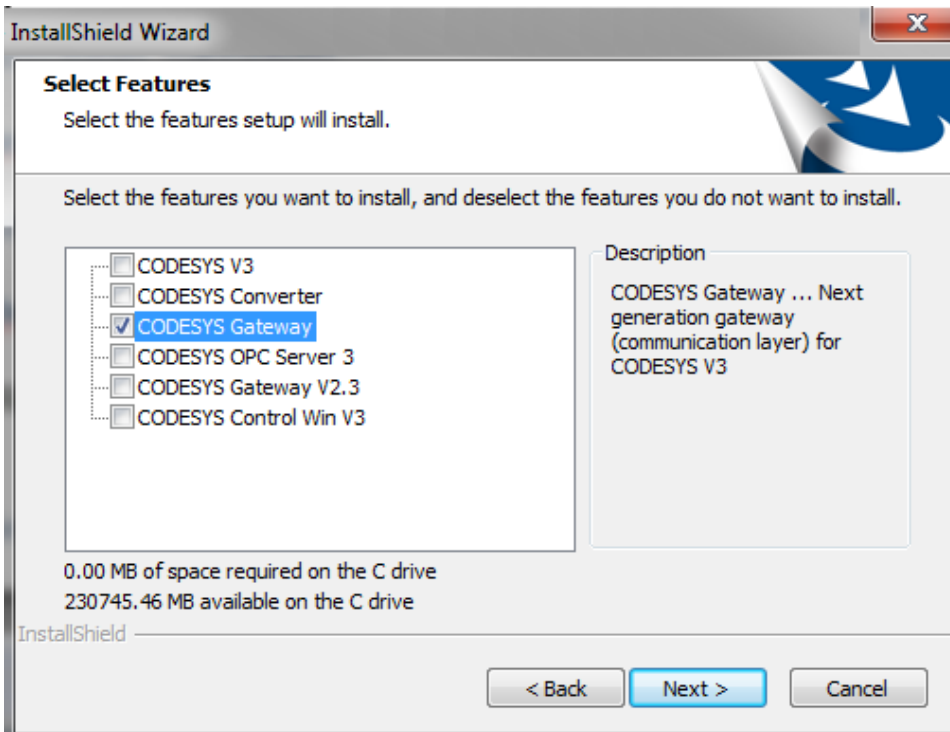 InstallShield Wizard
Select Features
Select the features setup will install.
Select the features you want to install, and deselect the features you do not want to install.
CODESYS V3
CODESYS Converter
CODESYS Gateway
CODESYS OPC Server 3
CODESYS Gateway V2.3
CODESYS Control Win V3
Description
CODESYS Gateway ... Next
generation gateway
(communication layer) for
CODESYS V3
0.00 MB of space required on the C drive
230745.46 MB available on the C drive
InstallShield
< Back
Next >
Cancel